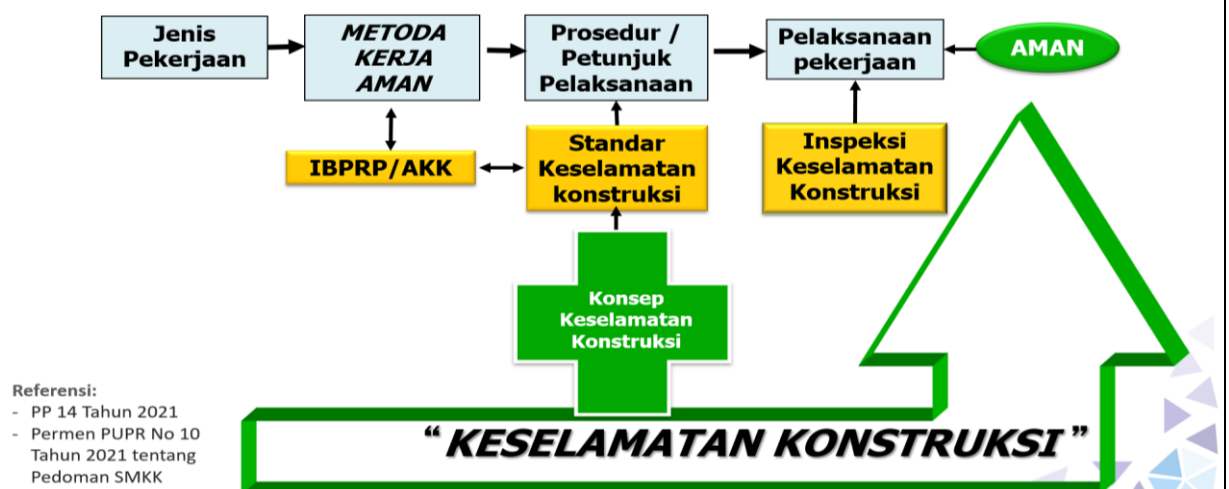 Jenis
Pekerjaan
METODA
KERJA
AMAN
Prosedur /
Petunjuk
Pelaksanaan
Pelaksanaan
pekerjaan
AMAN
IBPRP/AKK
Standar
Keselamatan
konstruksi
Inspeksi
Keselamatan
Konstruksi
Konsep
Keselamatan
Konstruksi
Referensi:
- PP 14 Tahun 2021
- Permen PUPR No 10
Tahun 2021 tentang
Pedoman SMKK
“ KESELAMATAN KONSTRUKSI ”